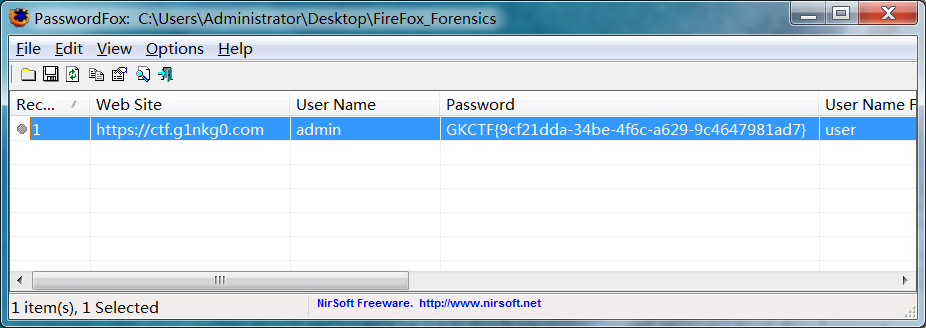 PasswordFox:  C:\Users\Administrator\Desktop\FireFox_Forensics
File Edit View Options Help
Rec... Web Site User Name Password User Name F
1 https://ctf.g1nkg0.com admin GKCTF{9cf21dda-34be-4f6c-a629-9c4647981ad7} user
1 item(s), 1 Selected NirSoft Freeware.  http://www.nirsoft.net